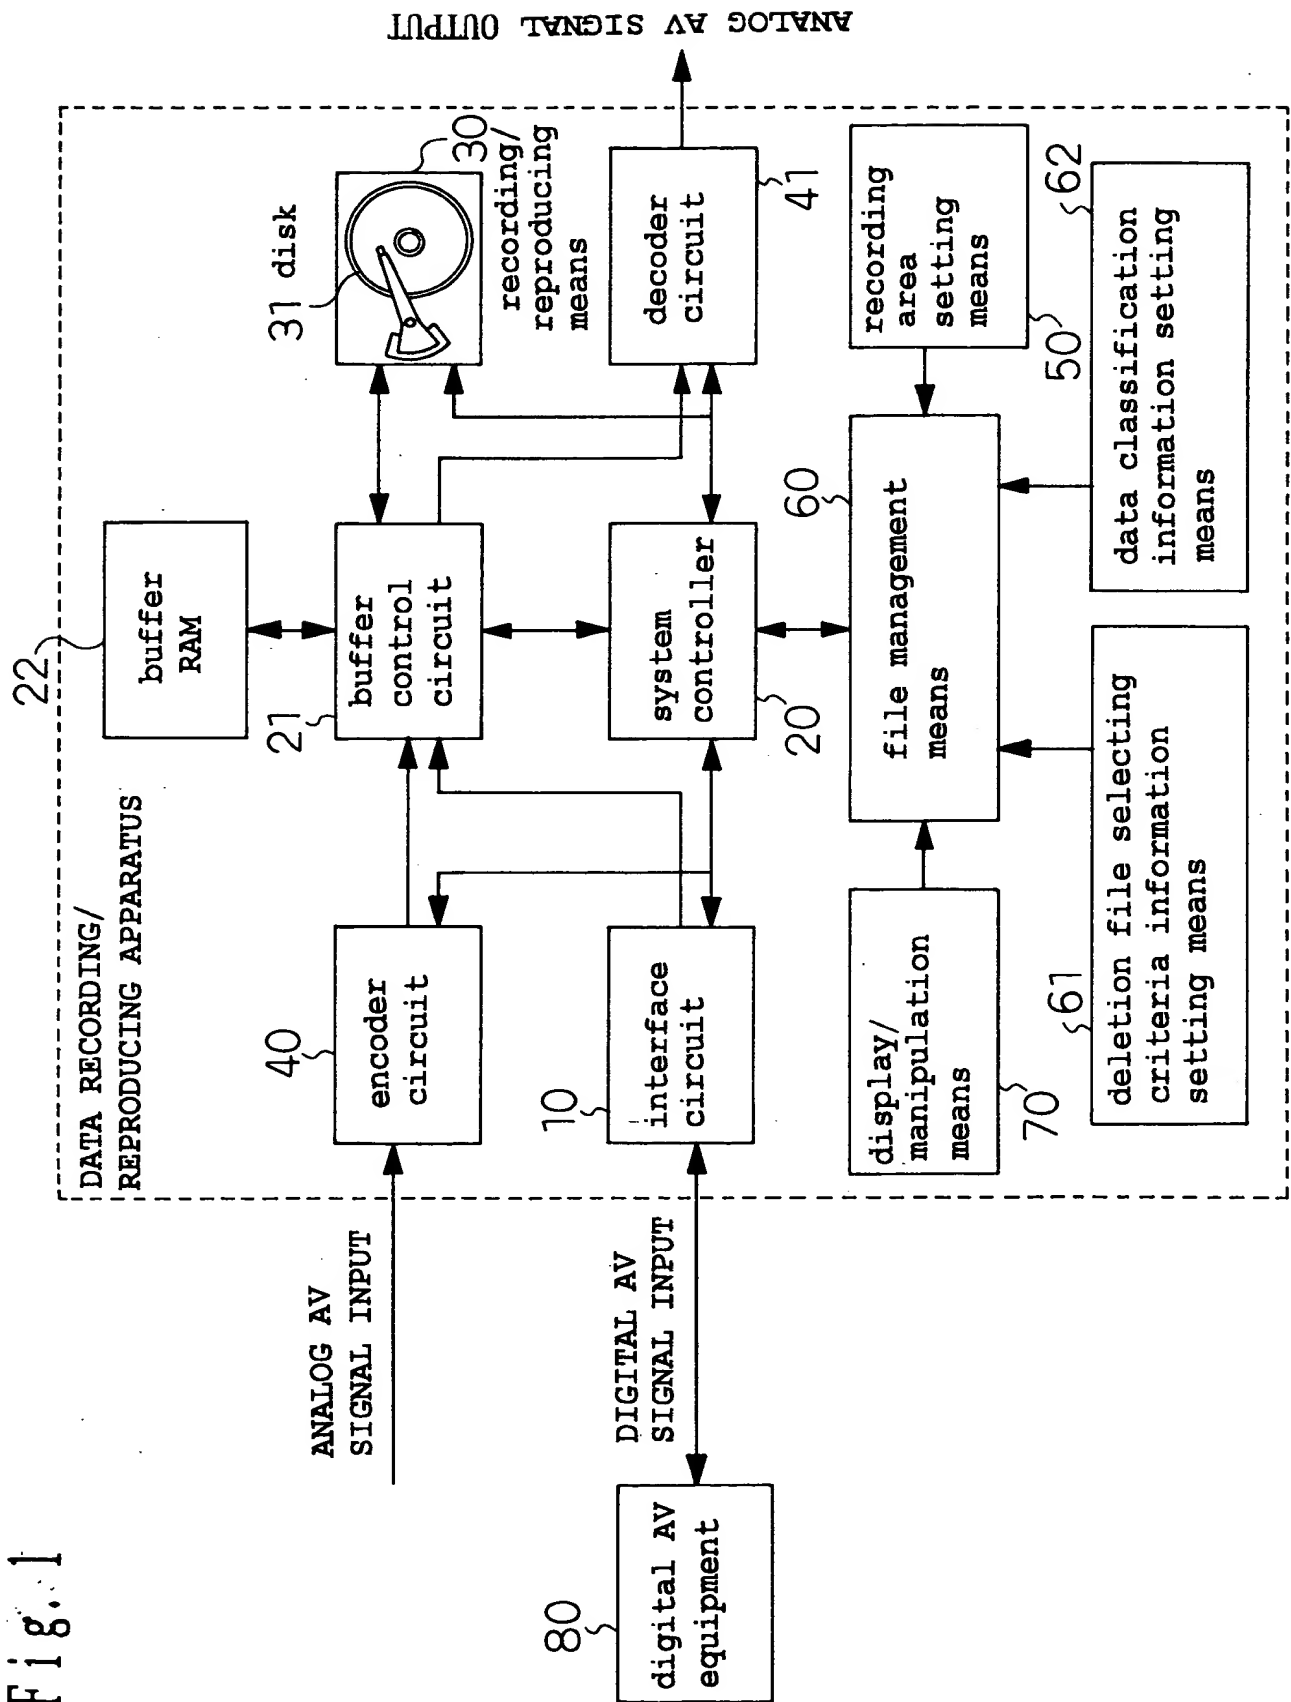 Fig. 1
DATA RECORDING/
REPRODUCING APPARATUS
22
buffer
RAM
ANALOG AV
SIGNAL INPUT
40
encoder
circuit
21
buffer
control
circuit
31 disk
30
recording/
reproducing
means
80
digital AV
equipment
DIGITAL AV
SIGNAL INPUT
10
interface
circuit
20
system
controller
decoder
circuit
41
ANALOG AV SIGNAL OUTPUT
display/
manipulation
means
70
60
file management
means
recording
area
setting
means
50
61
deletion file selecting
criteria information
setting means
62
data classification
information setting
means